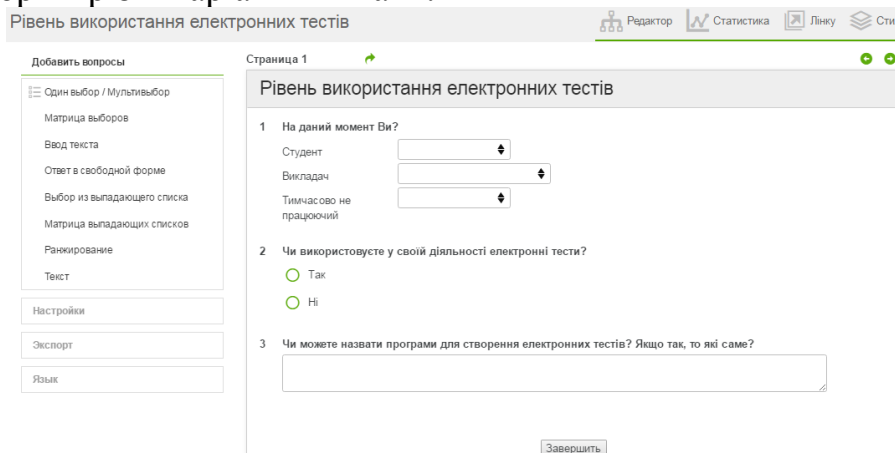 Рівень використання електронних тестів
Редактор
Статистика
Лінку
Сти
Добавить вопросы
Один выбор / Мультивыбор
Матрица выборов
Ввод текста
Ответ в свободной форме
Выбор из выпадающего списка
Матрица выпадающих списков
Ранжирование
Текст
Настройки
Экспорт
Язык
Страница 1
Рівень використання електронних тестів
1 На даний момент Ви?
Студент
Викладач
Тимчасово не
працюючий
2 Чи використовуєте у своїй діяльності електронні тести?
Так
Ні
3 Чи можете назвати програми для створення електронних тестів? Якщо так, то які саме?
Завершить